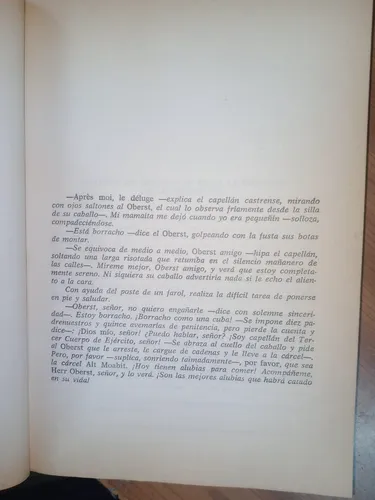 —Après moi, le déluge —explica el capellán castrense, mirando
con ojos saltones al Oberst, el cual lo observa fríamente desde la silla
de su caballo—. Mi mamaíta me dejó cuando yo era pequeñín —solloza,
compadeciéndose.
—Está borracho —dice el Oberst, golpeando con la fusta sus botas
de montar.
—Se equivoca de medio a medio, Oberst amigo —hipa el capellán,
soltando una larga risotada que retumba en el silencio mañanero de
las calles—. Míreme mejor, Oberst amigo, y verá que estoy completa-
mente sereno. Ni siquiera su caballo advertiría nada si le echo el alien-
to a la cara.
Con ayuda del poste de un farol, realiza la difícil tarea de ponerse
en pie y saludar.
—Oberst, señor, no quiero engañarle —dice con solemne sinceri-
dad—. Estoy borracho. ¡Borracho como una cuba! —Se impone diez pa-
drenuestros y quince avemarías de penitencia, pero pierde la cuenta y
dice—: ¡Dios mío, señor! ¿Puedo hablar, señor? ¡Soy capellán del Ter-
cer Cuerpo de Ejército, señor! —Se abraza al cuello del caballo y pide
al Oberst que le arreste, le cargue de cadenas y le lleve a la cárcel—.
Pero, por favor —suplica, sonriendo taimadamente—, por favor, que sea
la cárcel Alt Moabit. ¡Hoy tienen alubias para comer! Acompáñeme,
Herr Oberst, señor, y la verá. ¡Son las mejores alubias que habrá catado
en su vida!